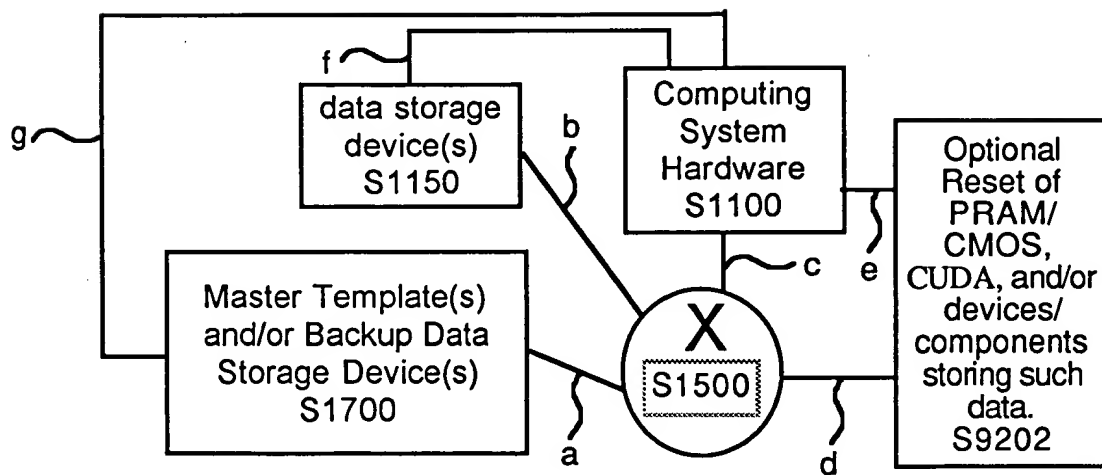 f
data storage
device(s)
S1150
b
Computing
System
Hardware
S1100
g
Optional
Reset of
PRAM/
CMOS,
CUDA, and/or
devices/
components
storing such
data.
S9202
e
c
Master Template(s)
and/or Backup Data
Storage Device(s)
S1700
X
S1500
a
d